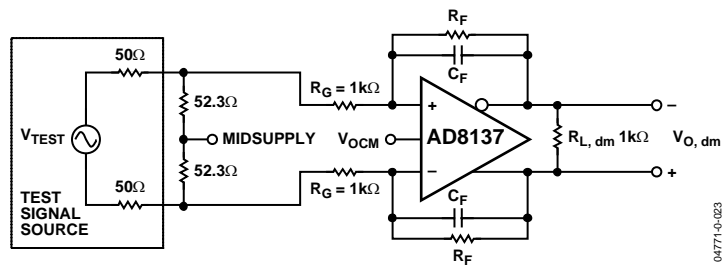 R_F
50Ω
C_F
R_G = 1kΩ
52.3Ω
+
−
V_TEST
MIDSUPPLY
V_OCM
AD8137
R_L, dm 1kΩ
V_O, dm
52.3Ω
50Ω
−
+
R_G = 1kΩ
C_F
TEST
SIGNAL
SOURCE
R_F
04771-0-023